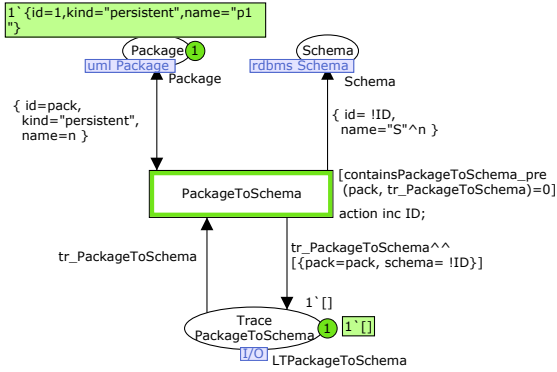 1`{id=1,kind="persistent",name="p1
"}
Package
1
Schema
uml Package
rdbms Schema
Package
Schema
{ id=pack,
kind="persistent",
name=n }
{ id= !ID,
name="S"^n }
PackageToSchema
[containsPackageToSchema_pre
(pack, tr_PackageToSchema)=0]
action inc ID;
tr_PackageToSchema
tr_PackageToSchema^^
[{pack=pack, schema= !ID}]
1`[]
Trace
PackageToSchema
1
1`[]
I/O
LTPackageToSchema